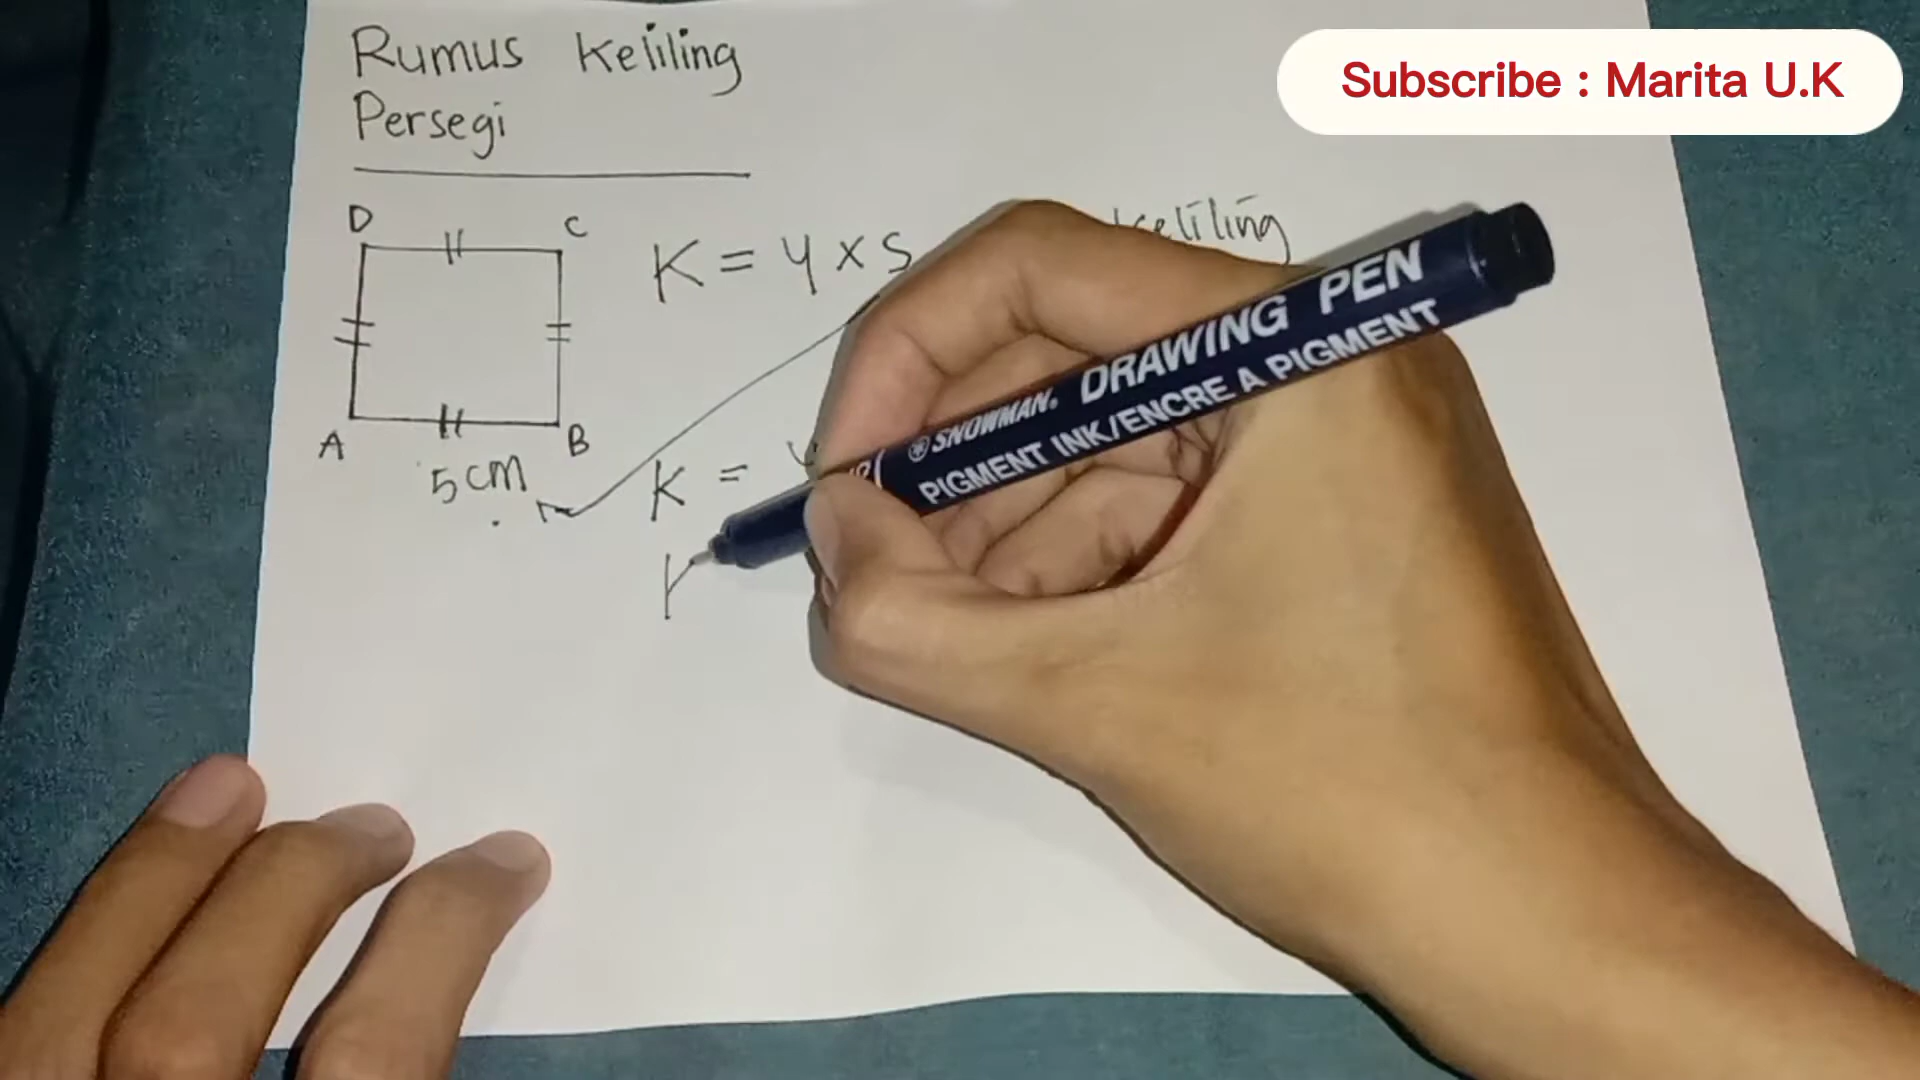 Rumus Keliling
Persegi
Subscribe : Marita U.K
D C
K = 4 x s
keliling
A B
5 cm
K =
SNOWMAN. DRAWING PEN
PIGMENT INK/ENCRE A PIGMENT